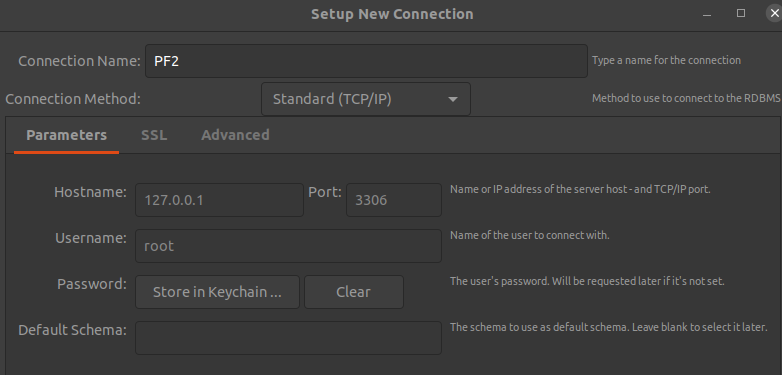 Setup New Connection
Connection Name: PF2 Type a name for the connection
Connection Method: Standard (TCP/IP) Method to use to connect to the RDBMS
Parameters SSL Advanced
Hostname: 127.0.0.1 Port: 3306 Name or IP address of the server host - and TCP/IP port.
Username: root Name of the user to connect with.
Password: Store in Keychain ... Clear The user's password. Will be requested later if it's not set.
Default Schema: The schema to use as default schema. Leave blank to select it later.